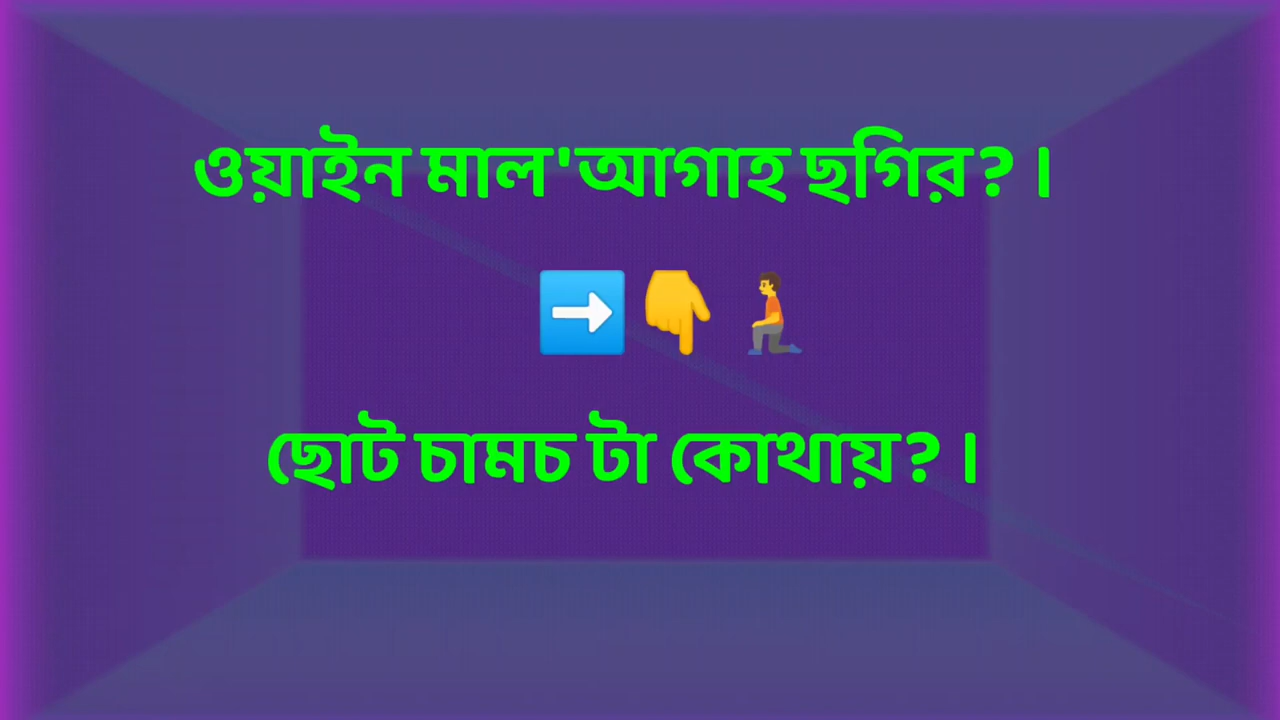 ওয়াইন মাল'আগাহ ছগির? ।
ছোট চামচ টা কোথায়? ।